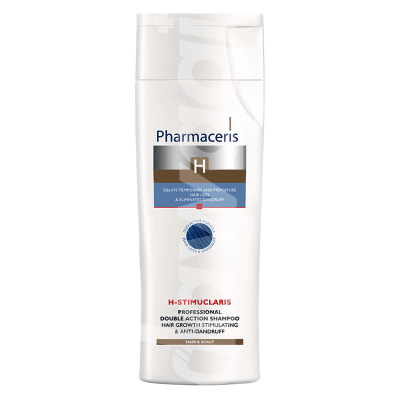 Pharmaceris
H
DELAYS TEMPORARY AND PREMATURE
HAIR LOSS
& ELIMINATES DANDRUFF
H-STIMUCLARIS
PROFESSIONAL
DOUBLE ACTION SHAMPOO
HAIR GROWTH STIMULATING
& ANTI-DANDRUFF
HAIR & SCALP